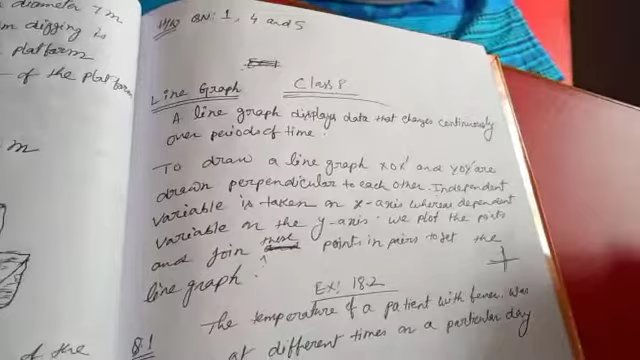 diameter 7 m
m digging is
platform
of the platform
m
of the
H/W QN: 1, 4 and 5
Line Graph Class 8
A line graph displays data that changes continuously
over periods of time.
To draw a line graph XOX' and YOY' are
drawn perpendicular to each other. Independent
variable is taken on x-axis whereas dependent
variable on the y-axis. we plot the
and join these points in pairs to get the
line graph.
Ex: 18.2
Q.1 The temperature of a patient with fever. was
at different times on a particular day